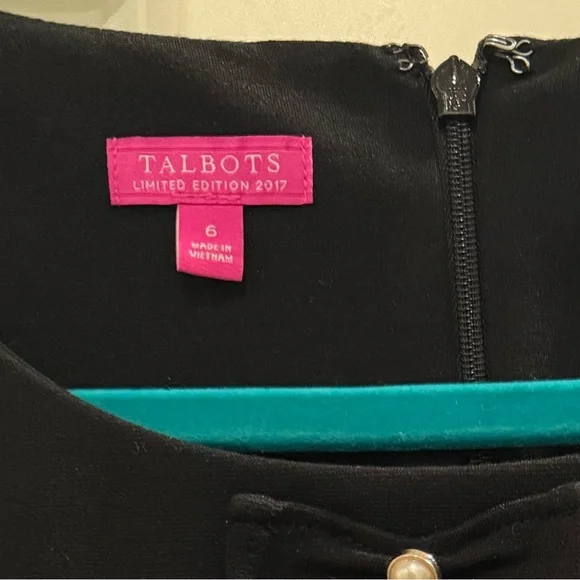 TALBOTS
LIMITED EDITION 2017
6
MADE IN
VIETNAM